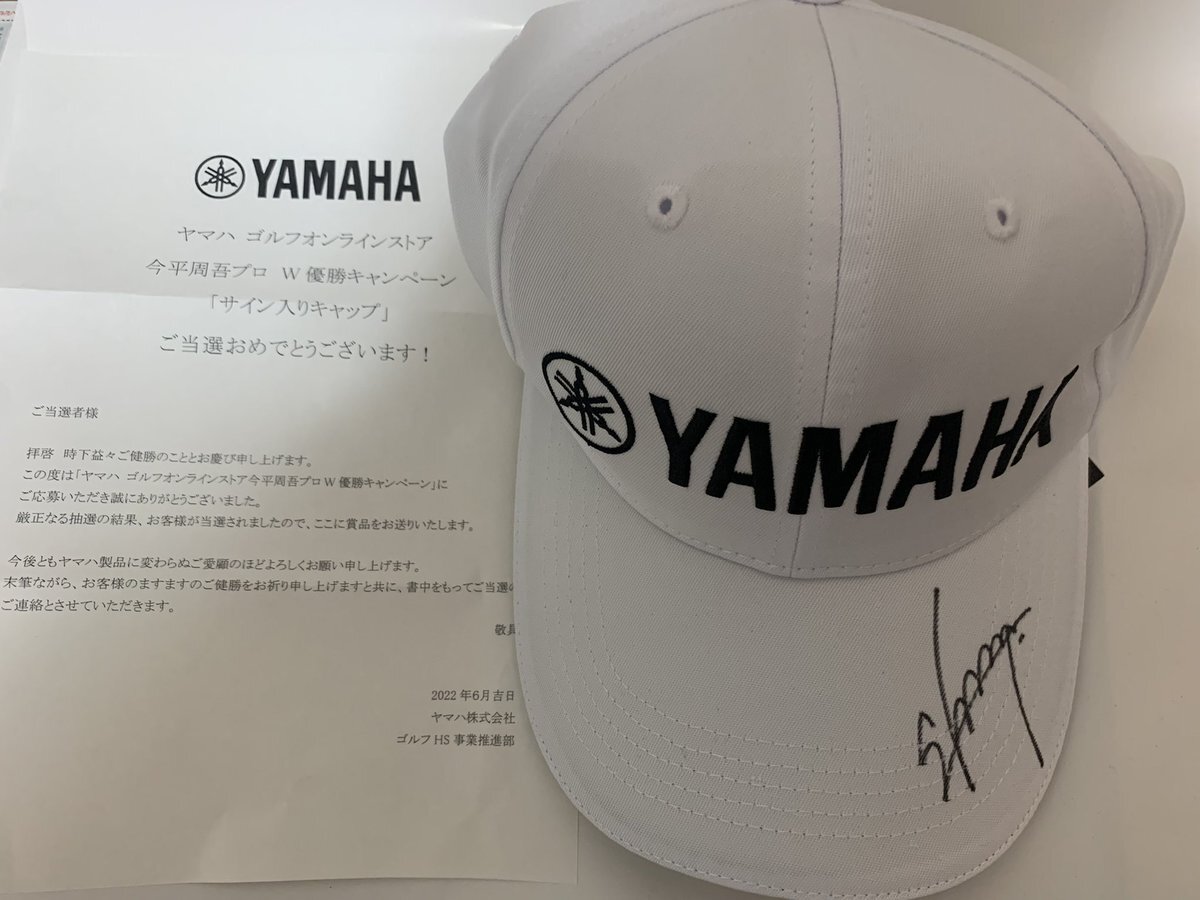 YAMAHA
ヤマハ ゴルフオンラインストア
今平周吾プロ W優勝キャンペーン
「サイン入りキャップ」
ご当選おめでとうございます！
ご当選者様
拝啓 時下益々ご健勝のこととお慶び申し上げます。
この度は「ヤマハ ゴルフオンラインストア今平周吾プロW優勝キャンペーン」に
ご応募いただき誠にありがとうございました。
厳正なる抽選の結果、お客様が当選されましたので、ここに賞品をお送りいたします。
今後ともヤマハ製品に変わらぬご愛顧のほどよろしくお願い申し上げます。
末筆ながら、お客様のますますのご健勝をお祈り申し上げますと共に、書中をもってご当選の
ご連絡とさせていただきます。
敬具
2022年6月吉日
ヤマハ株式会社
ゴルフHS事業推進部
YAMAHA